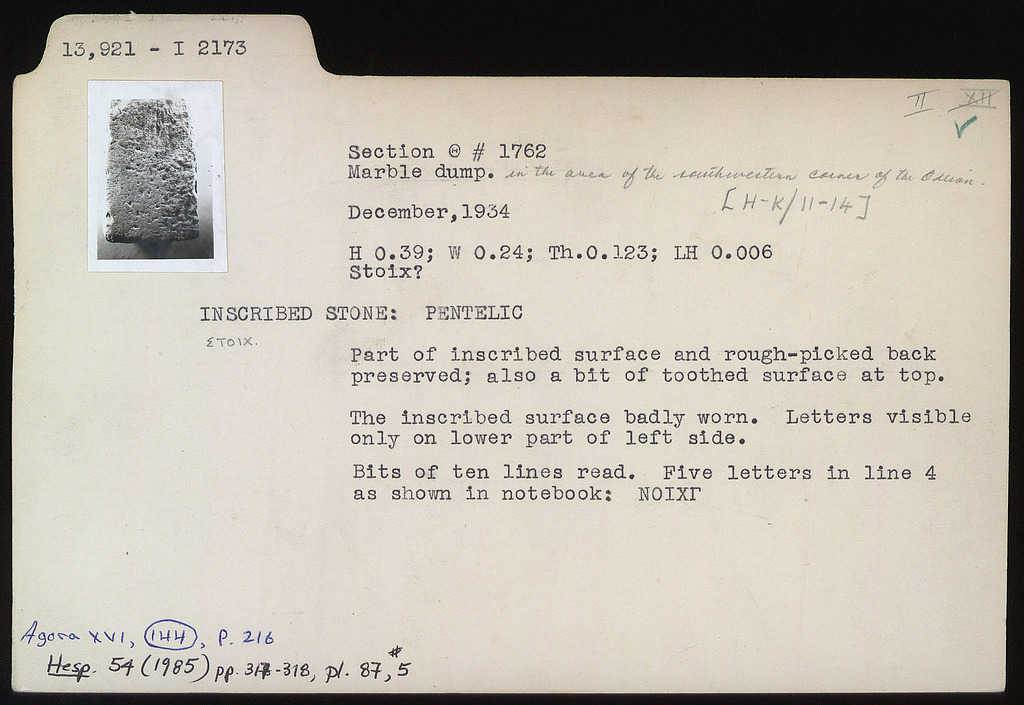 13,921 - I 2173
II XII
✓
Section Θ # 1762
Marble dump. in the area of the southwestern corner of the Odeion.
[H-K/11-14]
December,1934
H 0.39; W 0.24; Th.0.123; LH 0.006
Stoix?
INSCRIBED STONE: PENTELIC
ΣΤΟΙΧ.
Part of inscribed surface and rough-picked back
preserved; also a bit of toothed surface at top.
The inscribed surface badly worn. Letters visible
only on lower part of left side.
Bits of ten lines read. Five letters in line 4
as shown in notebook: ΝΟΙΧΓ
Agora XVI, 144, P. 216
Hesp. 54 (1985) pp. 317-318, pl. 87, #5